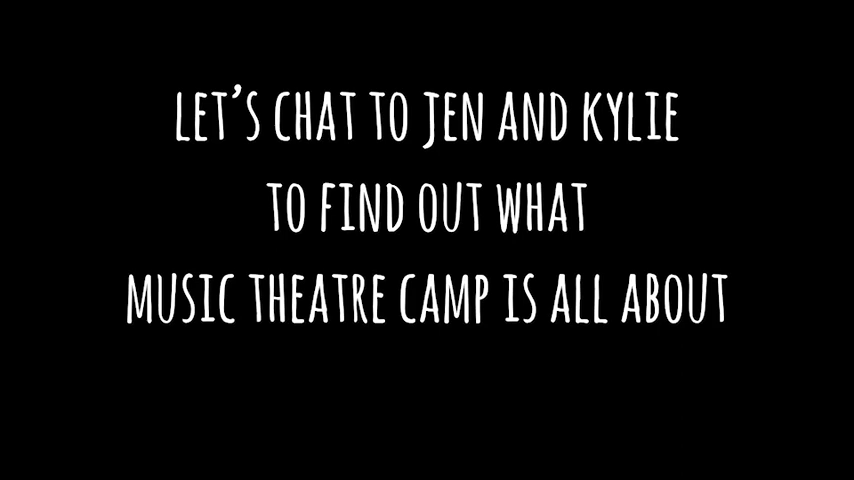 LET'S CHAT TO JEN AND KYLIE
TO FIND OUT WHAT
MUSIC THEATRE CAMP IS ALL ABOUT